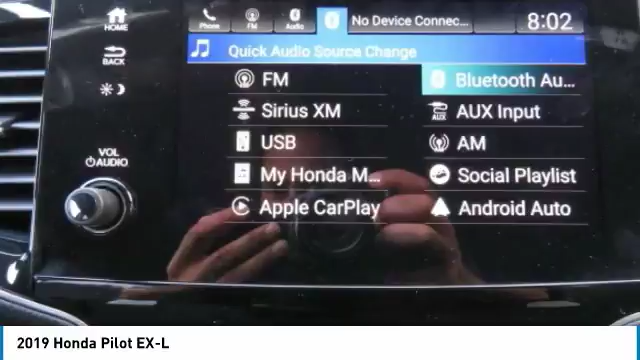 HOME
BACK
VOL
AUDIO
Phone FM Audio No Device Connec... 8:02
Quick Audio Source Change
FM Bluetooth Au...
Sirius XM AUX AUX Input
USB AM
My Honda M... Social Playlist
Apple CarPlay Android Auto
2019 Honda Pilot EX-L